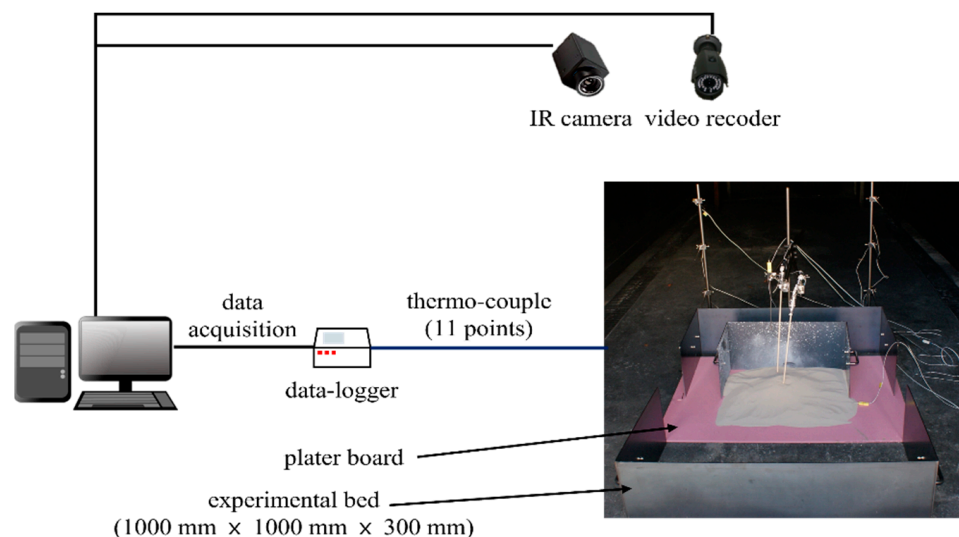 IR camera video recoder
data
acquisition
thermo-couple
(11 points)
data-logger
plater board
experimental bed
(1000 mm × 1000 mm × 300 mm)